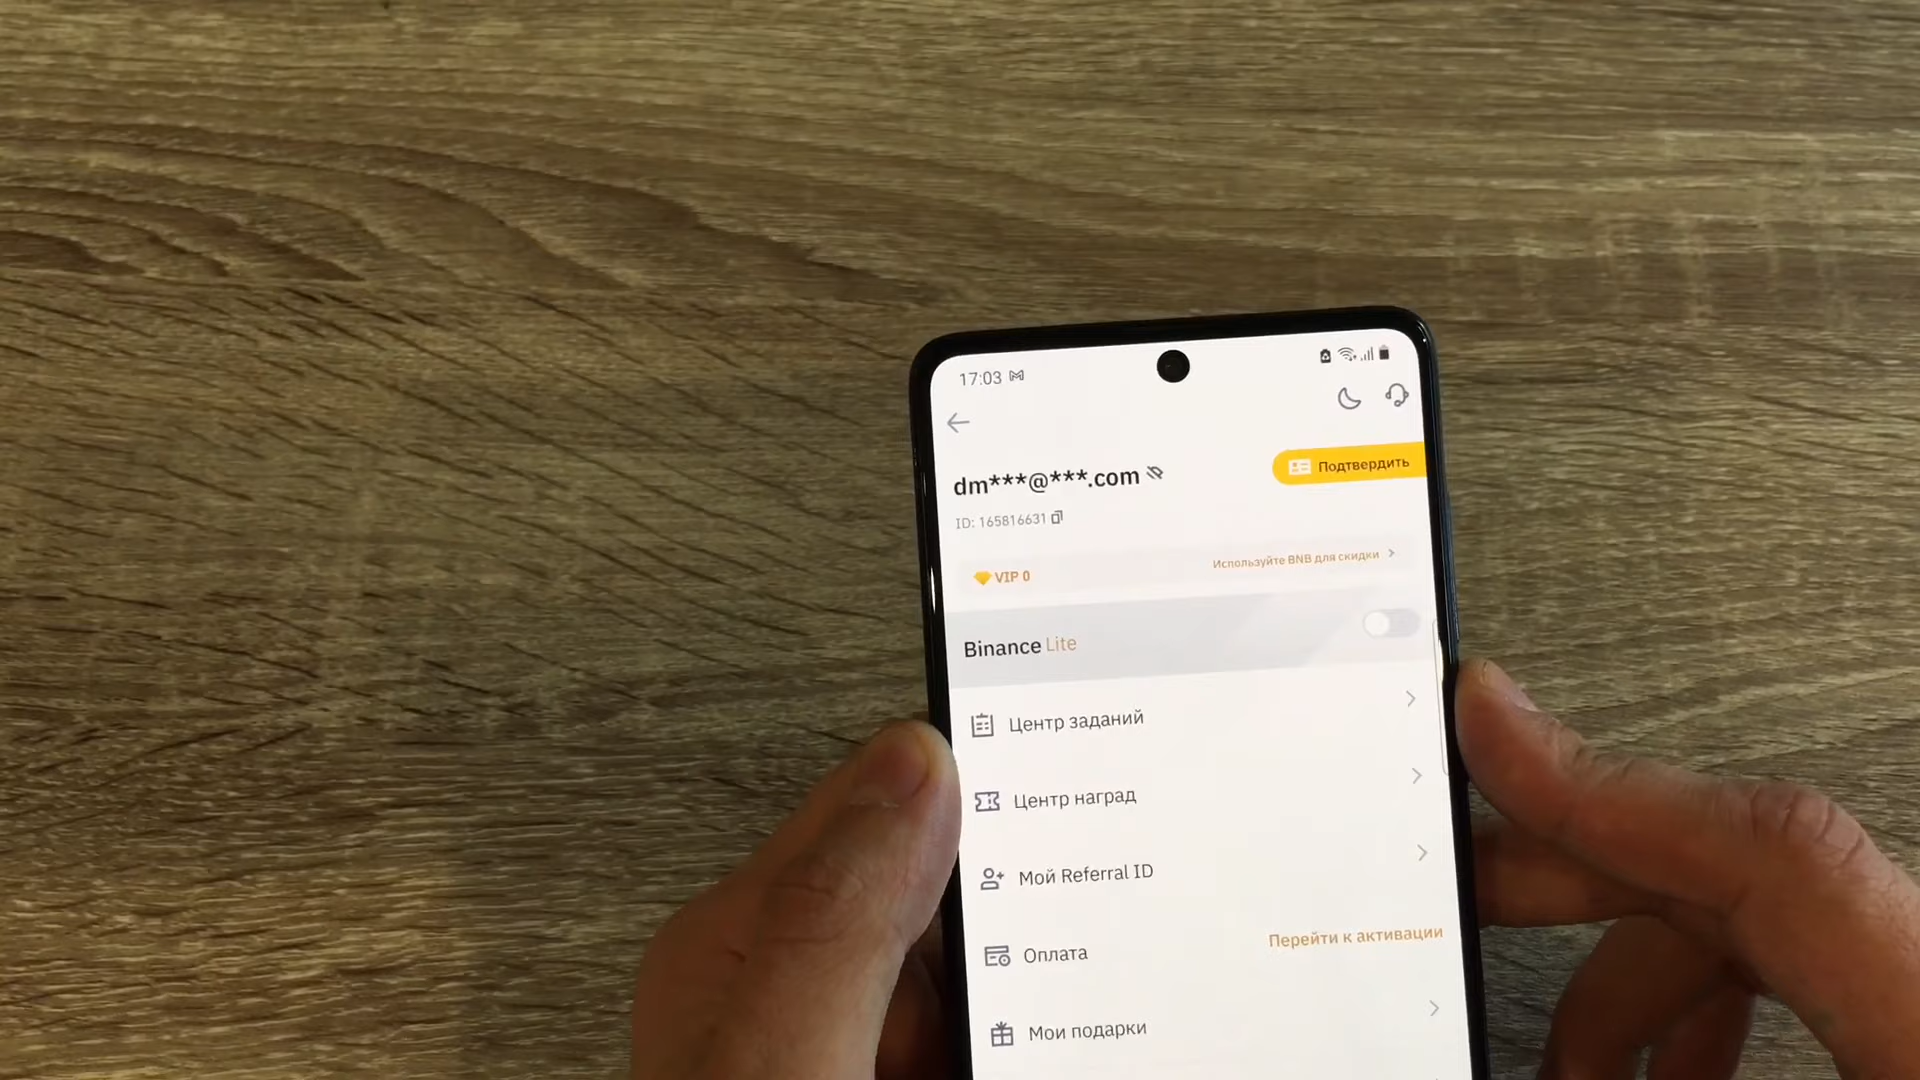 17:03
dm***@***.com
Подтвердить
ID: 165816631
VIP 0
Используйте BNB для скидки
Binance Lite
Центр заданий
Центр наград
Мой Referral ID
Оплата
Перейти к активации
Мои подарки